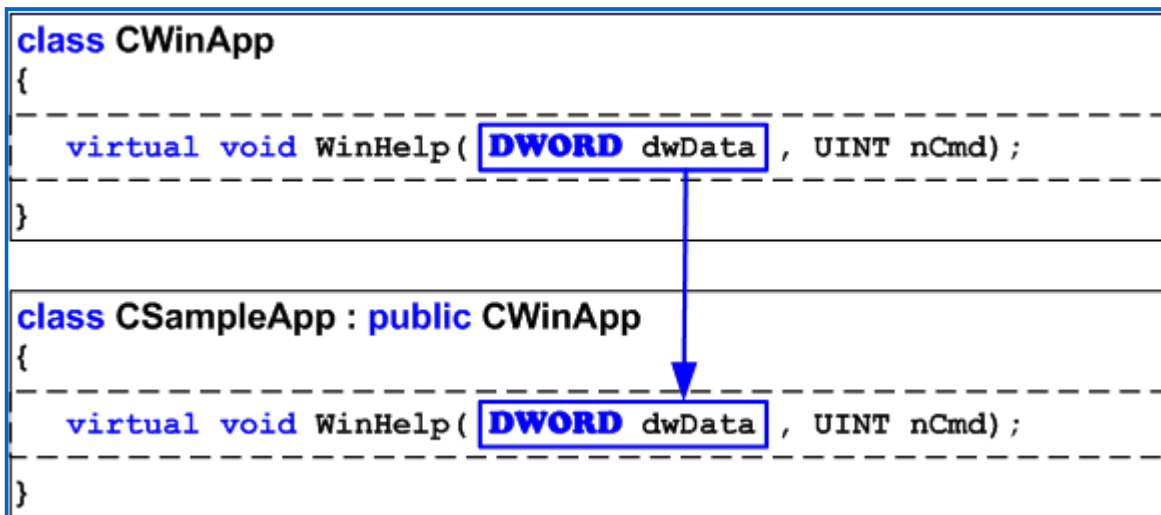 class CWinApp
{
virtual void WinHelp( DWORD dwData , UINT nCmd);
}
class CSampleApp : public CWinApp
{
virtual void WinHelp( DWORD dwData , UINT nCmd);
}